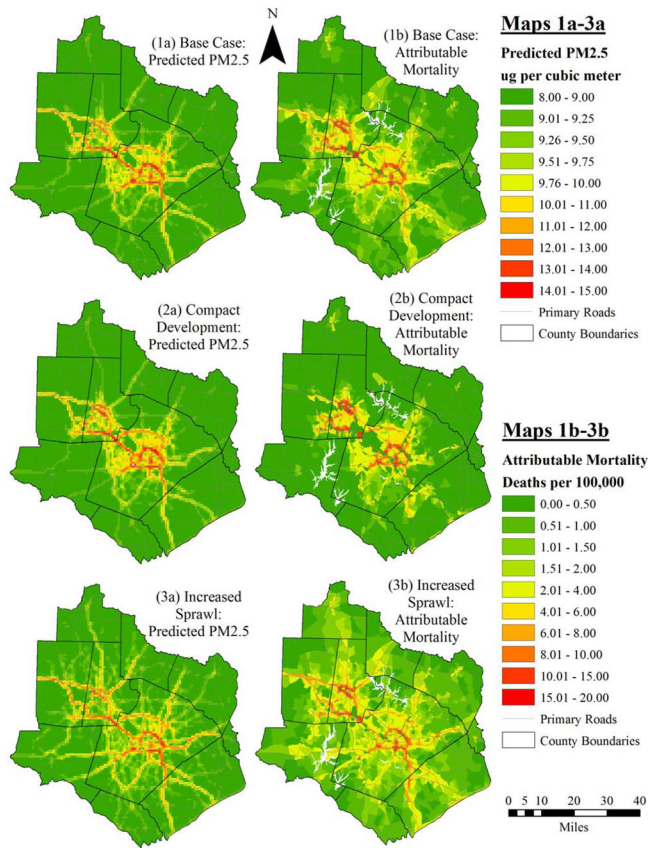 N
(1a) Base Case:
Predicted PM2.5
(1b) Base Case:
Attributable
Mortality
(2a) Compact
Development:
Predicted PM2.5
(2b) Compact
Development:
Attributable
Mortality
(3a) Increased
Sprawl:
Predicted PM2.5
(3b) Increased
Sprawl:
Attributable
Mortality
Maps 1a-3a
Predicted PM2.5
ug per cubic meter
8.00 - 9.00
9.01 - 9.25
9.26 - 9.50
9.51 - 9.75
9.76 - 10.00
10.01 - 11.00
11.01 - 12.00
12.01 - 13.00
13.01 - 14.00
14.01 - 15.00
Primary Roads
County Boundaries
Maps 1b-3b
Attributable Mortality
Deaths per 100,000
0.00 - 0.50
0.51 - 1.00
1.01 - 1.50
1.51 - 2.00
2.01 - 4.00
4.01 - 6.00
6.01 - 8.00
8.01 - 10.00
10.01 - 15.00
15.01 - 20.00
Primary Roads
County Boundaries
0 5 10 20 30 40
Miles